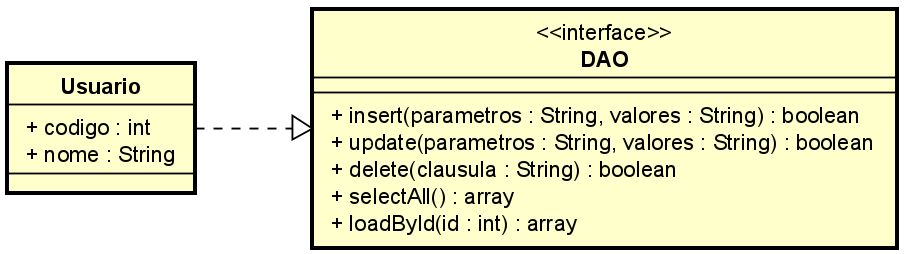 Usuario
+ codigo : int
+ nome : String
<<interface>>
DAO
+ insert(parametros : String, valores : String) : boolean
+ update(parametros : String, valores : String) : boolean
+ delete(clausula : String) : boolean
+ selectAll() : array
+ loadById(id : int) : array